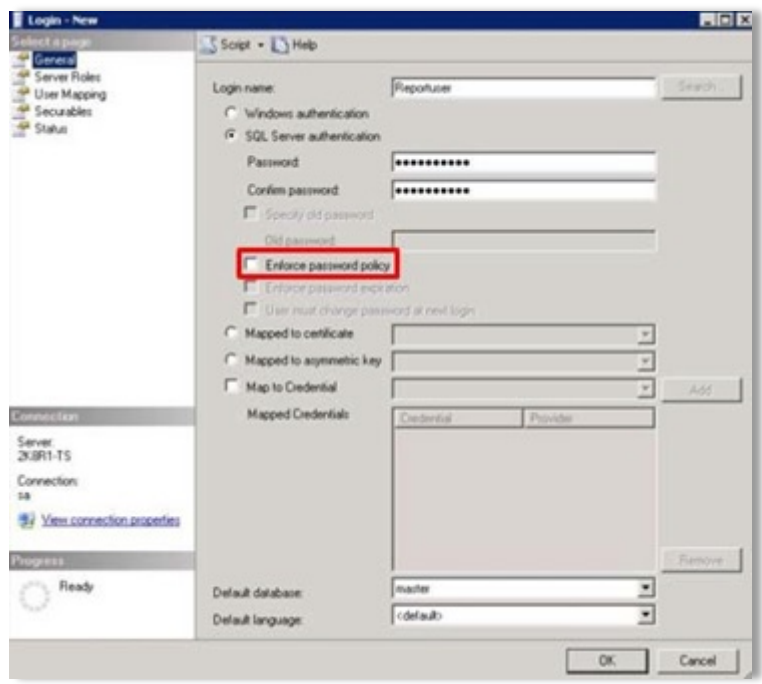 Login - New
Select a page
General
Server Roles
User Mapping
Securables
Status
Script
Help
Login name:
Reportuser
Search...
Windows authentication
SQL Server authentication
Password:
••••••••••
Confirm password:
••••••••••
Specify old password
Old password:
Enforce password policy
Enforce password expiration
User must change password at next login
Mapped to certificate
Mapped to asymmetric key
Map to Credential
Add
Mapped Credentials
Credential Provider
Remove
Default database:
master
Default language:
<default>
Connection
Server:
2K8R1-TS
Connection:
sa
View connection properties
Progress
Ready
OK
Cancel